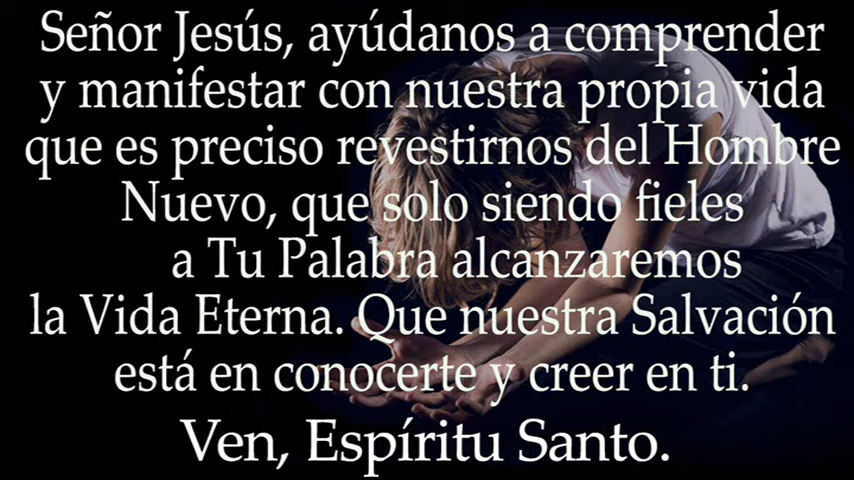 Señor Jesús, ayúdanos a comprender
y manifestar con nuestra propia vida
que es preciso revestirnos del Hombre
Nuevo, que solo siendo fieles
a Tu Palabra alcanzaremos
la Vida Eterna. Que nuestra Salvación
está en conocerte y creer en ti.
Ven, Espíritu Santo.